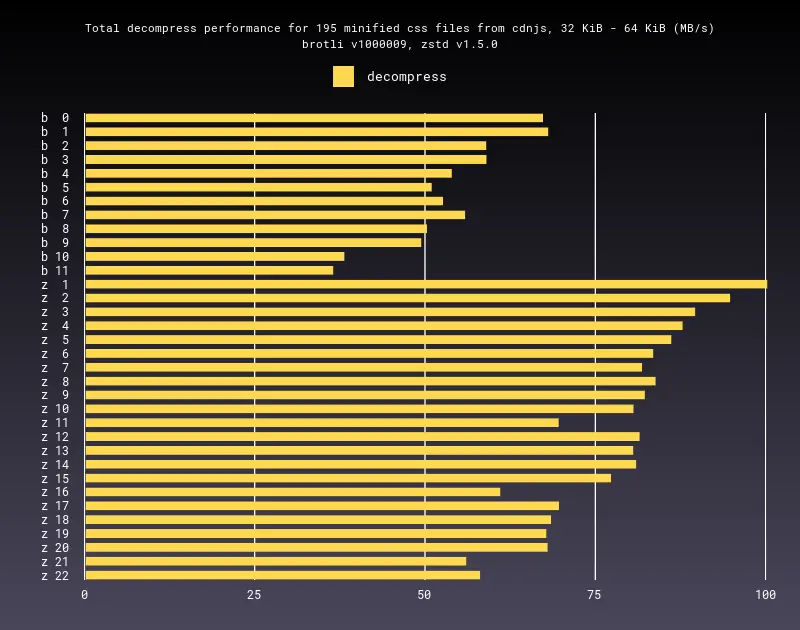 Total decompress performance for 195 minified css files from cdnjs, 32 KiB - 64 KiB (MB/s)
brotli v1000009, zstd v1.5.0
decompress
b  0
b  1
b  2
b  3
b  4
b  5
b  6
b  7
b  8
b  9
b 10
b 11
z  1
z  2
z  3
z  4
z  5
z  6
z  7
z  8
z  9
z 10
z 11
z 12
z 13
z 14
z 15
z 16
z 17
z 18
z 19
z 20
z 21
z 22
0 25 50 75 100